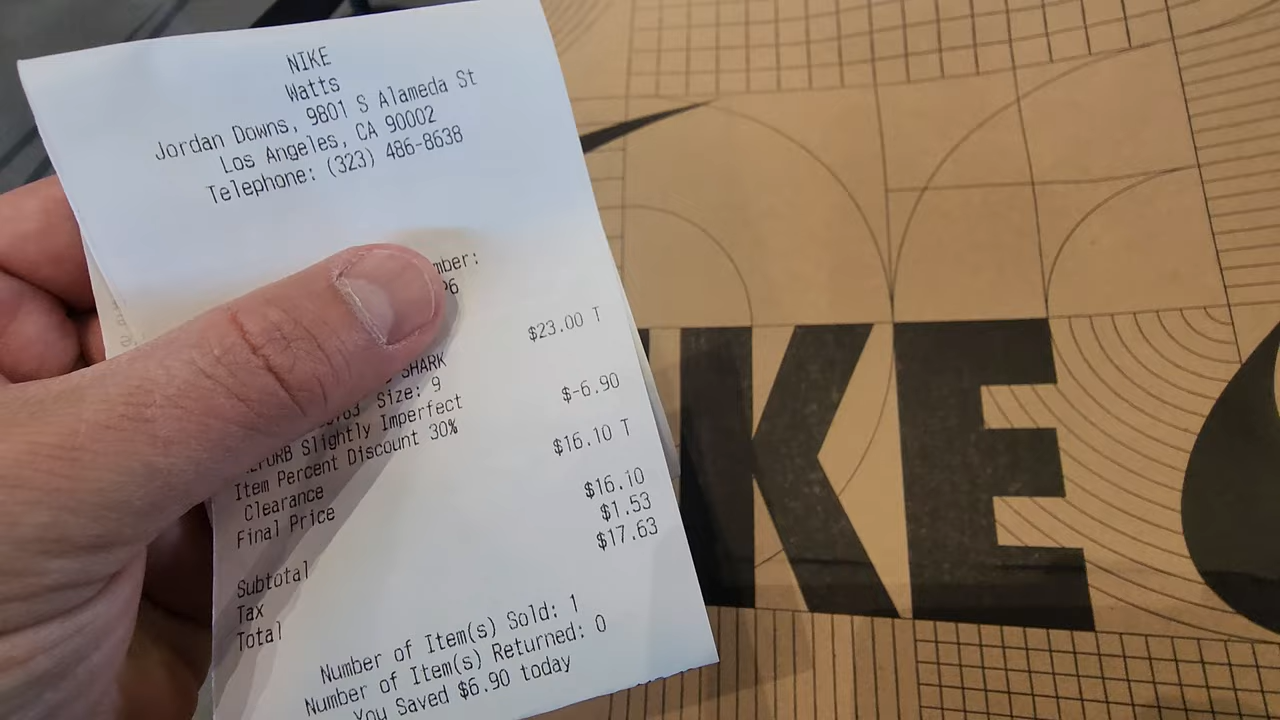 NIKE
Watts
Jordan Downs, 9801 S Alameda St
Los Angeles, CA 90002
Telephone: (323) 486-8638
$23.00 T
SHARK
Size: 9
Slightly Imperfect
$-6.90
Item Percent Discount 30%
Clearance
$16.10 T
Final Price
Subtotal $16.10
Tax $1.53
Total $17.63
Number of Item(s) Sold: 1
Number of Item(s) Returned: 0
You Saved $6.90 today